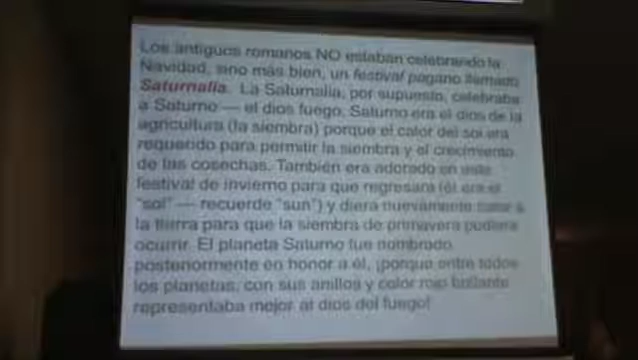 Los antiguos romanos NO estaban celebrando la
Navidad, sino más bien, un festival pagano llamado
Saturnalia. La Saturnalia, por supuesto, celebraba
a Saturno — el dios fuego. Saturno era el dios de la
agricultura (la siembra) porque el calor del sol era
requerido para permitir la siembra y el crecimiento
de las cosechas. También era adorado en este
festival de invierno para que regresara (él era el
"sol" — recuerde "sun") y diera nuevamente calor a
la tierra para que la siembra de primavera pudiera
ocurrir. El planeta Saturno fue nombrado
posteriormente en honor a él, ¡porque entre todos
los planetas, con sus anillos y color rojo brillante
representaba mejor al dios del fuego!